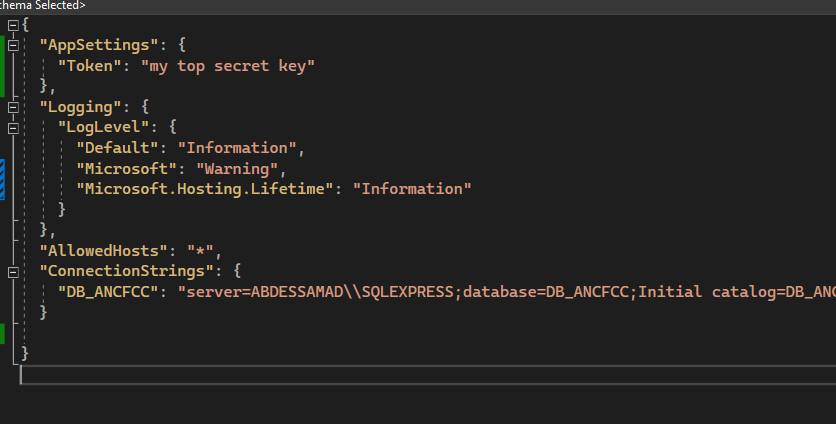 chema Selected>
{
"AppSettings": {
"Token": "my top secret key"
},
"Logging": {
"LogLevel": {
"Default": "Information",
"Microsoft": "Warning",
"Microsoft.Hosting.Lifetime": "Information"
}
},
"AllowedHosts": "*",
"ConnectionStrings": {
"DB_ANCFCC": "server=ABDESSAMAD\\SQLEXPRESS;database=DB_ANCFCC;Initial catalog=DB_ANC
}
}